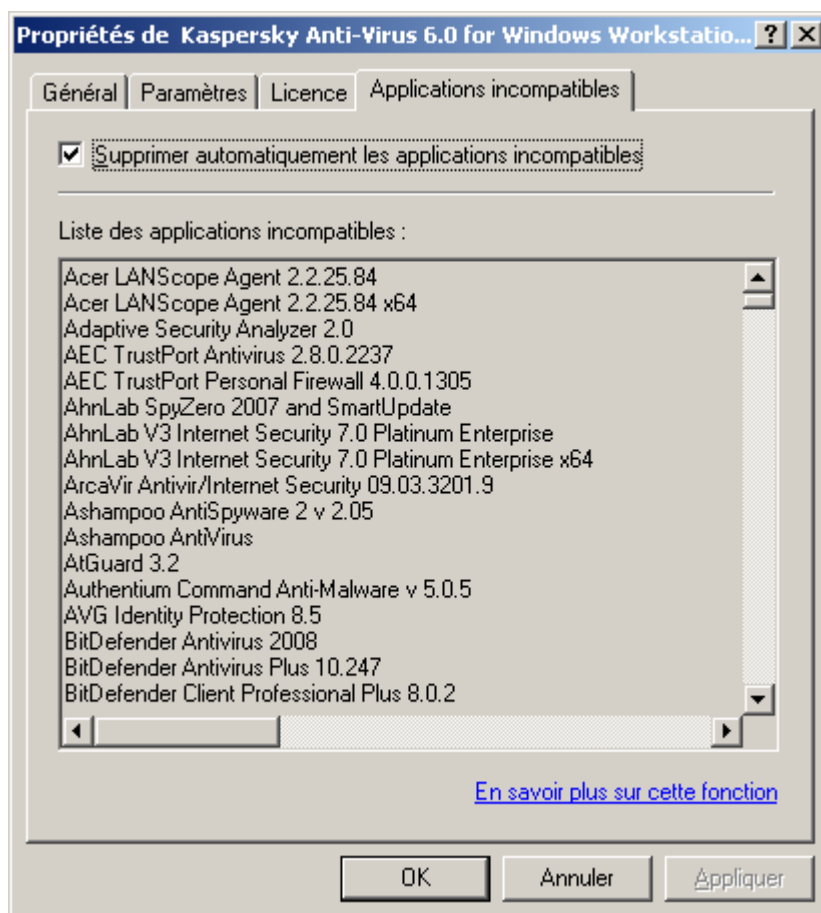 Propriétés de Kaspersky Anti-Virus 6.0 for Windows Workstatio...
Général Paramètres Licence Applications incompatibles
Supprimer automatiquement les applications incompatibles
Liste des applications incompatibles :
Acer LANScope Agent 2.2.25.84
Acer LANScope Agent 2.2.25.84 x64
Adaptive Security Analyzer 2.0
AEC TrustPort Antivirus 2.8.0.2237
AEC TrustPort Personal Firewall 4.0.0.1305
AhnLab SpyZero 2007 and SmartUpdate
AhnLab V3 Internet Security 7.0 Platinum Enterprise
AhnLab V3 Internet Security 7.0 Platinum Enterprise x64
ArcaVir Antivir/Internet Security 09.03.3201.9
Ashampoo AntiSpyware 2 v 2.05
Ashampoo AntiVirus
AtGuard 3.2
Authentium Command Anti-Malware v 5.0.5
AVG Identity Protection 8.5
BitDefender Antivirus 2008
BitDefender Antivirus Plus 10.247
BitDefender Client Professional Plus 8.0.2
En savoir plus sur cette fonction
OK Annuler Appliquer